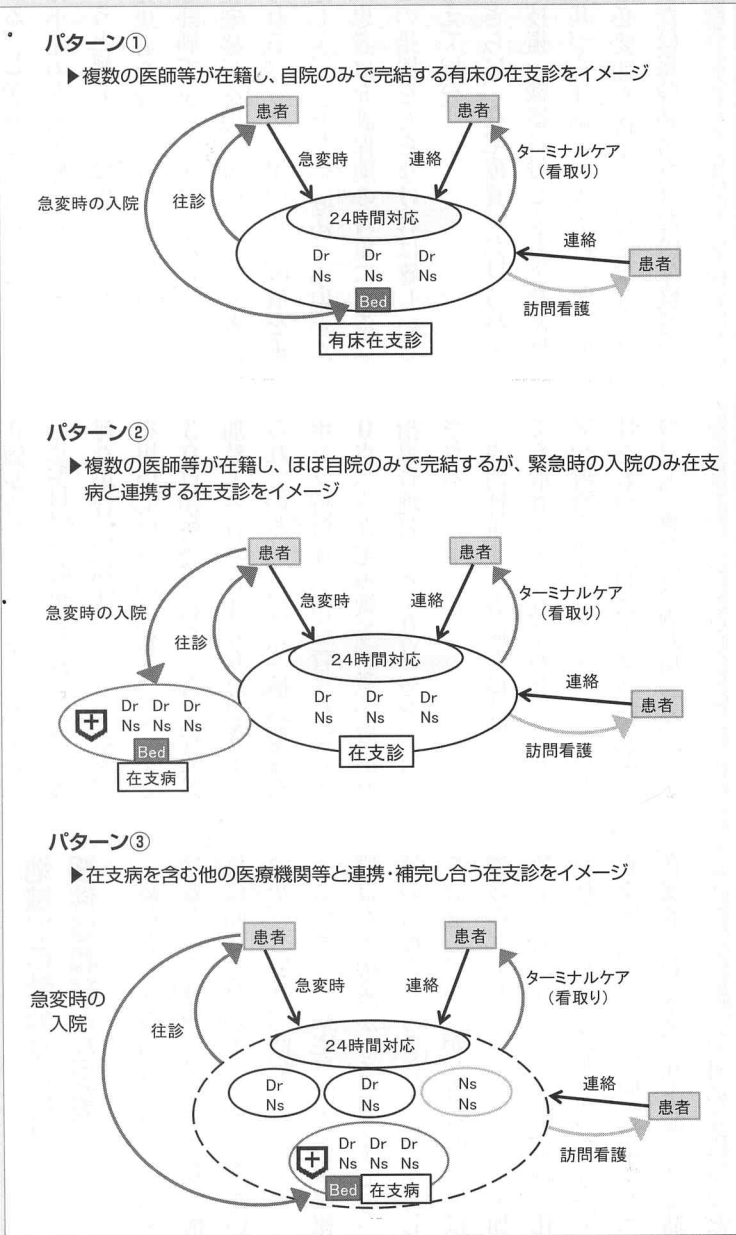 パターン①
▶複数の医師等が在籍し、自院のみで完結する有床の在支診をイメージ
患者
患者
急変時
連絡
ターミナルケア
(看取り)
急変時の入院
往診
24時間対応
連絡
患者
Dr Dr Dr
Ns Ns Ns
Bed
訪問看護
有床在支診
パターン②
▶複数の医師等が在籍し、ほぼ自院のみで完結するが、緊急時の入院のみ在支
病と連携する在支診をイメージ
患者
患者
急変時
連絡
ターミナルケア
(看取り)
急変時の入院
往診
24時間対応
連絡
患者
Dr Dr Dr
Ns Ns Ns
Dr Dr Dr
Ns Ns Ns
Bed
在支病
在支診
訪問看護
パターン③
▶在支病を含む他の医療機関等と連携・補完し合う在支診をイメージ
患者
患者
急変時
連絡
ターミナルケア
(看取り)
急変時の
入院
往診
24時間対応
Dr
Ns
Dr
Ns
Ns
Ns
連絡
患者
訪問看護
Dr Dr Dr
Ns Ns Ns
Bed
在支病